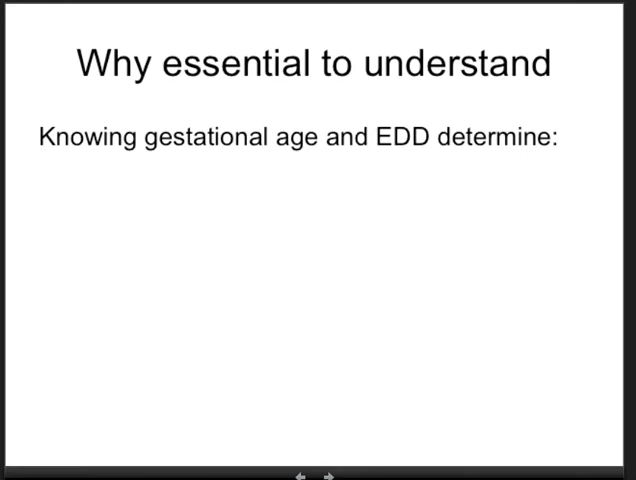 Why essential to understand
Knowing gestational age and EDD determine: